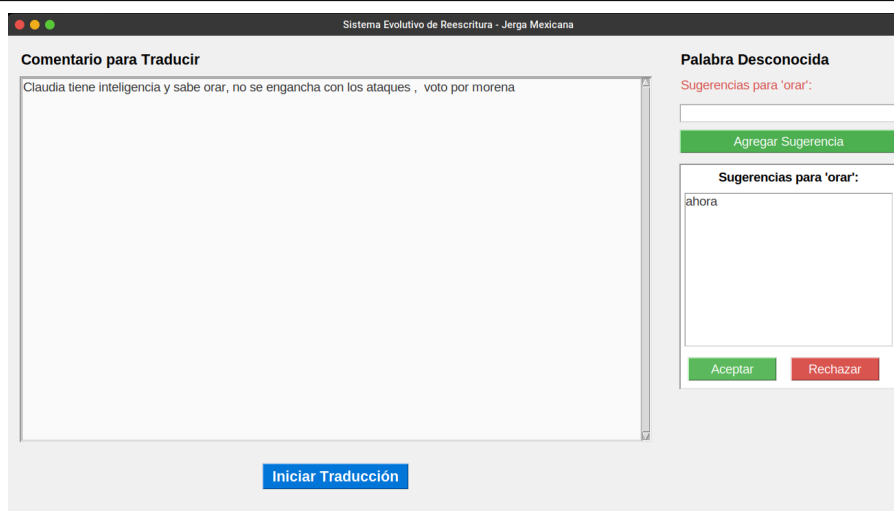 Sistema Evolutivo de Reescritura - Jerga Mexicana
Comentario para Traducir
Claudia tiene inteligencia y sabe orar, no se engancha con los ataques ,  voto por morena
Iniciar Traducción
Palabra Desconocida
Sugerencias para 'orar':
Agregar Sugerencia
Sugerencias para 'orar':
ahora
Aceptar Rechazar